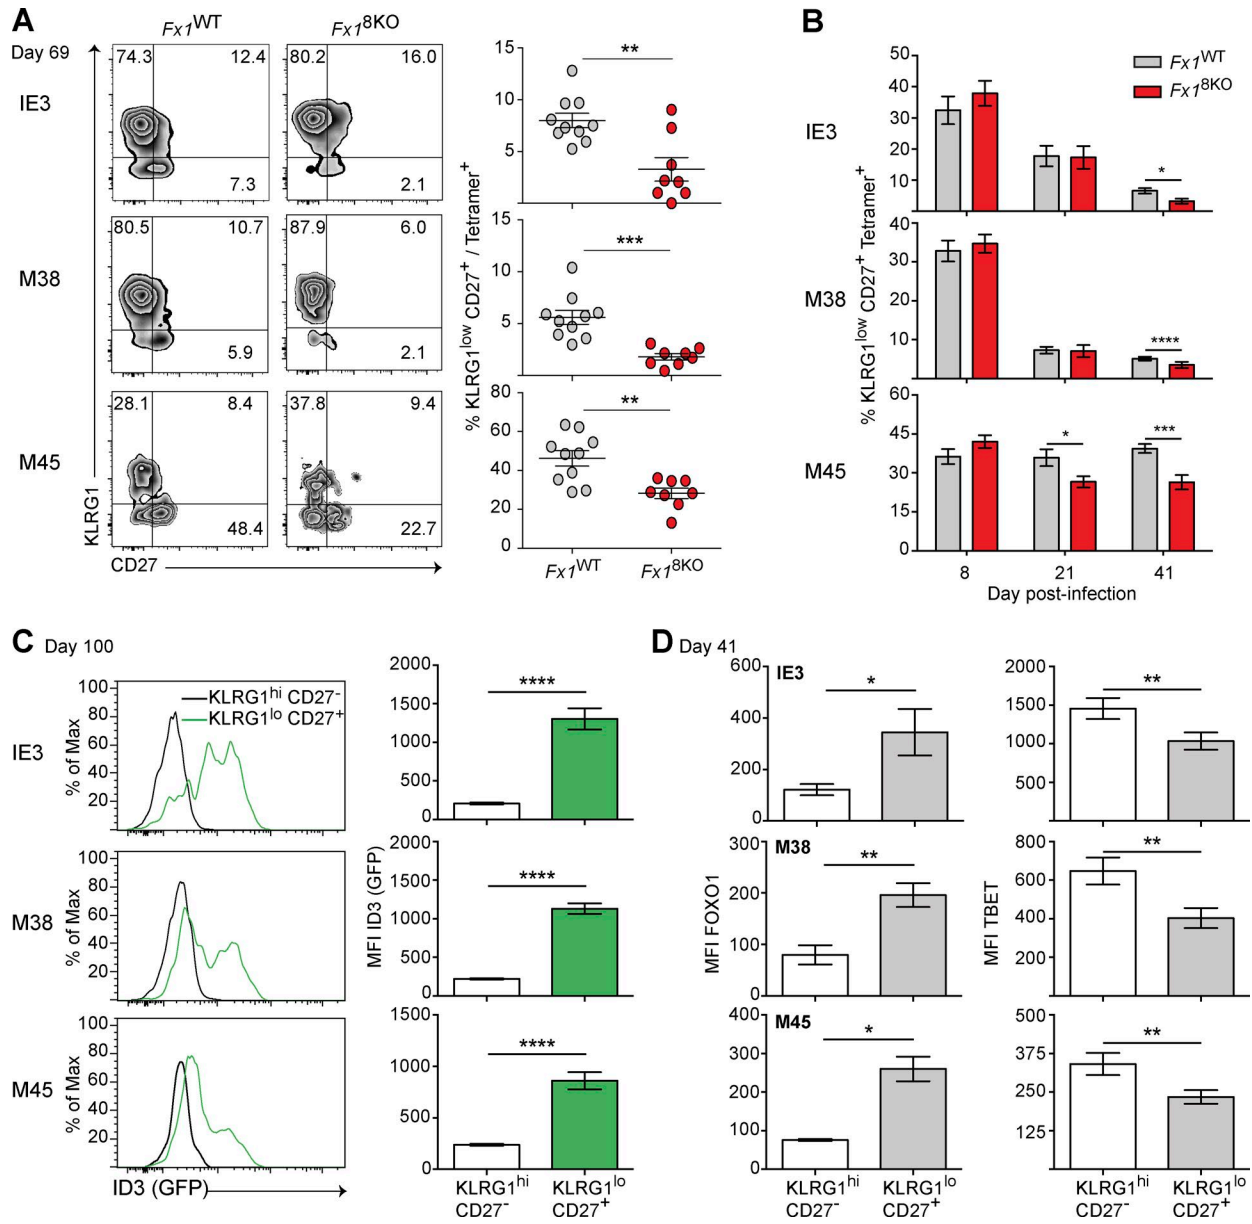 A
Fx1WT
Fx18KO
Day 69
74.3
12.4
80.2
16.0
IE3
7.3
2.1
80.5
10.7
87.9
6.0
M38
5.9
2.1
28.1
8.4
37.8
9.4
M45
48.4
22.7
KLRG1
CD27
% KLRG1low CD27+ / Tetramer+
15
10
5
**
15
10
5
***
80
60
40
20
0
**
Fx1WT
Fx18KO
B
Fx1WT
Fx18KO
% KLRG1low CD27+ Tetramer+
IE3
50
40
30
20
10
*
M38
40
30
20
10
0
****
M45
60
45
30
15
0
*
***
8
21
41
Day post-infection
C
Day 100
KLRG1hi CD27-
KLRG1lo CD27+
IE3
% of Max
100
80
60
40
20
M38
% of Max
100
80
60
40
20
M45
% of Max
100
80
60
40
20
ID3 (GFP)
MFI ID3 (GFP)
2000
1500
1000
500
0
****
2000
1500
1000
500
0
****
1500
1000
500
0
****
KLRG1hi
CD27-
KLRG1lo
CD27+
D
Day 41
MFI FOXO1
IE3
600
400
200
0
*
M38
300
200
100
0
**
M45
400
300
200
100
0
*
KLRG1hi
CD27-
KLRG1lo
CD27+
MFI TBET
2000
1500
1000
500
0
**
800
600
400
200
0
**
500
375
250
125
**
KLRG1hi
CD27-
KLRG1lo
CD27+